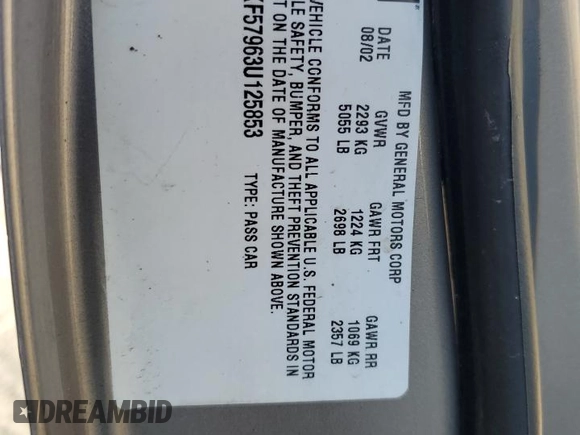 MFD BY GENERAL MOTORS CORP
DATE GVWR GAWR FRT GAWR RR
08/02 2293 KG 1224 KG 1069 KG
5055 LB 2698 LB 2357 LB
VEHICLE CONFORMS TO ALL APPLICABLE U.S. FEDERAL MOTOR
LE SAFETY, BUMPER, AND THEFT PREVENTION STANDARDS IN
T ON THE DATE OF MANUFACTURE SHOWN ABOVE.
F57963U125853 TYPE: PASS CAR
DREAMBID